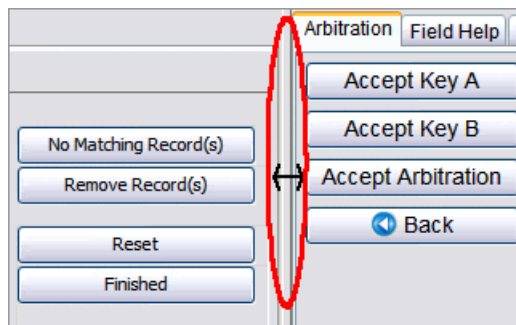 Arbitration
Field Help
Accept Key A
Accept Key B
Accept Arbitration
Back
No Matching Record(s)
Remove Record(s)
Reset
Finished